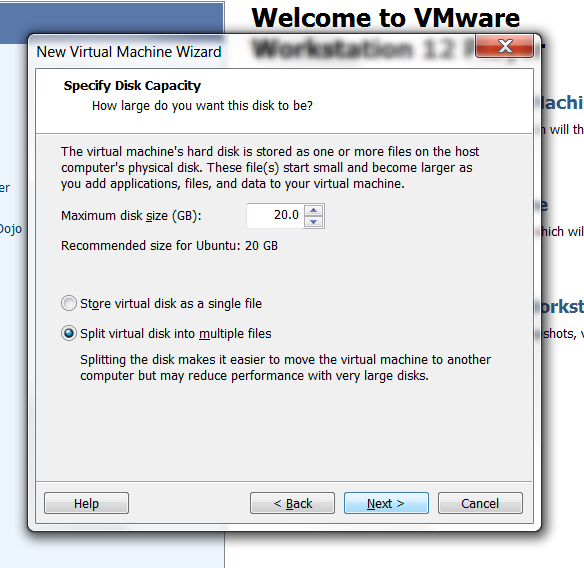 Welcome to VMware
Workstation 12
New Virtual Machine Wizard
Specify Disk Capacity
How large do you want this disk to be?
The virtual machine's hard disk is stored as one or more files on the host
computer's physical disk. These file(s) start small and become larger as
you add applications, files, and data to your virtual machine.
Maximum disk size (GB):
20.0
Recommended size for Ubuntu: 20 GB
Store virtual disk as a single file
Split virtual disk into multiple files
Splitting the disk makes it easier to move the virtual machine to another
computer but may reduce performance with very large disks.
Help
< Back
Next >
Cancel
er
Dojo
will th
e
hich wil
orkst
shots, v